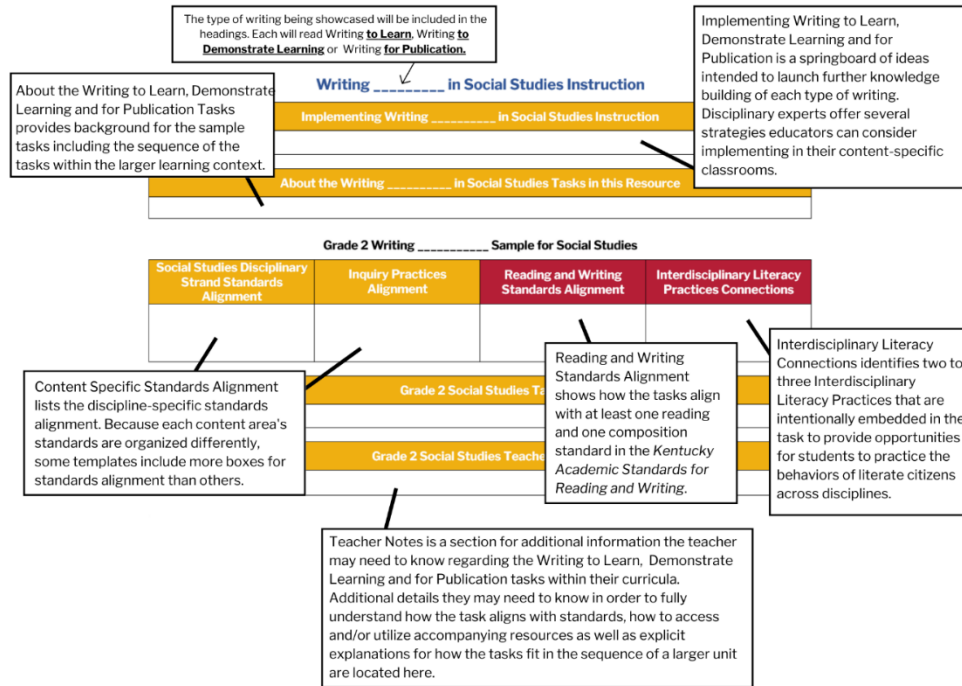 The type of writing being showcased will be included in the
headings. Each will read Writing to Learn, Writing to
Demonstrate Learning or Writing for Publication.
Writing _________ in Social Studies Instruction
About the Writing to Learn, Demonstrate
Learning and for Publication Tasks
provides background for the sample
tasks including the sequence of the
tasks within the larger learning context.
Implementing Writing __________ in Social Studies Instruction
Implementing Writing to Learn,
Demonstrate Learning and for
Publication is a springboard of ideas
intended to launch further knowledge
building of each type of writing.
Disciplinary experts offer several
strategies educators can consider
implementing in their content-specific
classrooms.
About the Writing __________ in Social Studies Tasks in this Resource
Grade 2 Writing ___________ Sample for Social Studies
Social Studies Disciplinary
Strand Standards
Alignment
Inquiry Practices
Alignment
Reading and Writing
Standards Alignment
Interdisciplinary Literacy
Practices Connections
Content Specific Standards Alignment
lists the discipline-specific standards
alignment. Because each content area's
standards are organized differently,
some templates include more boxes for
standards alignment than others.
Grade 2 Social Studies
Grade 2 Social Studies
Reading and Writing
Standards Alignment
shows how the tasks align
with at least one reading
and one composition
standard in the Kentucky
Academic Standards for
Reading and Writing.
Interdisciplinary Literacy
Connections identifies two to
three Interdisciplinary
Literacy Practices that are
intentionally embedded in the
task to provide opportunities
for students to practice the
behaviors of literate citizens
across disciplines.
Teacher Notes is a section for additional information the teacher
may need to know regarding the Writing to Learn, Demonstrate
Learning and for Publication tasks within their curricula.
Additional details they may need to know in order to fully
understand how the task aligns with standards, how to access
and/or utilize accompanying resources as well as explicit
explanations for how the tasks fit in the sequence of a larger unit
are located here.